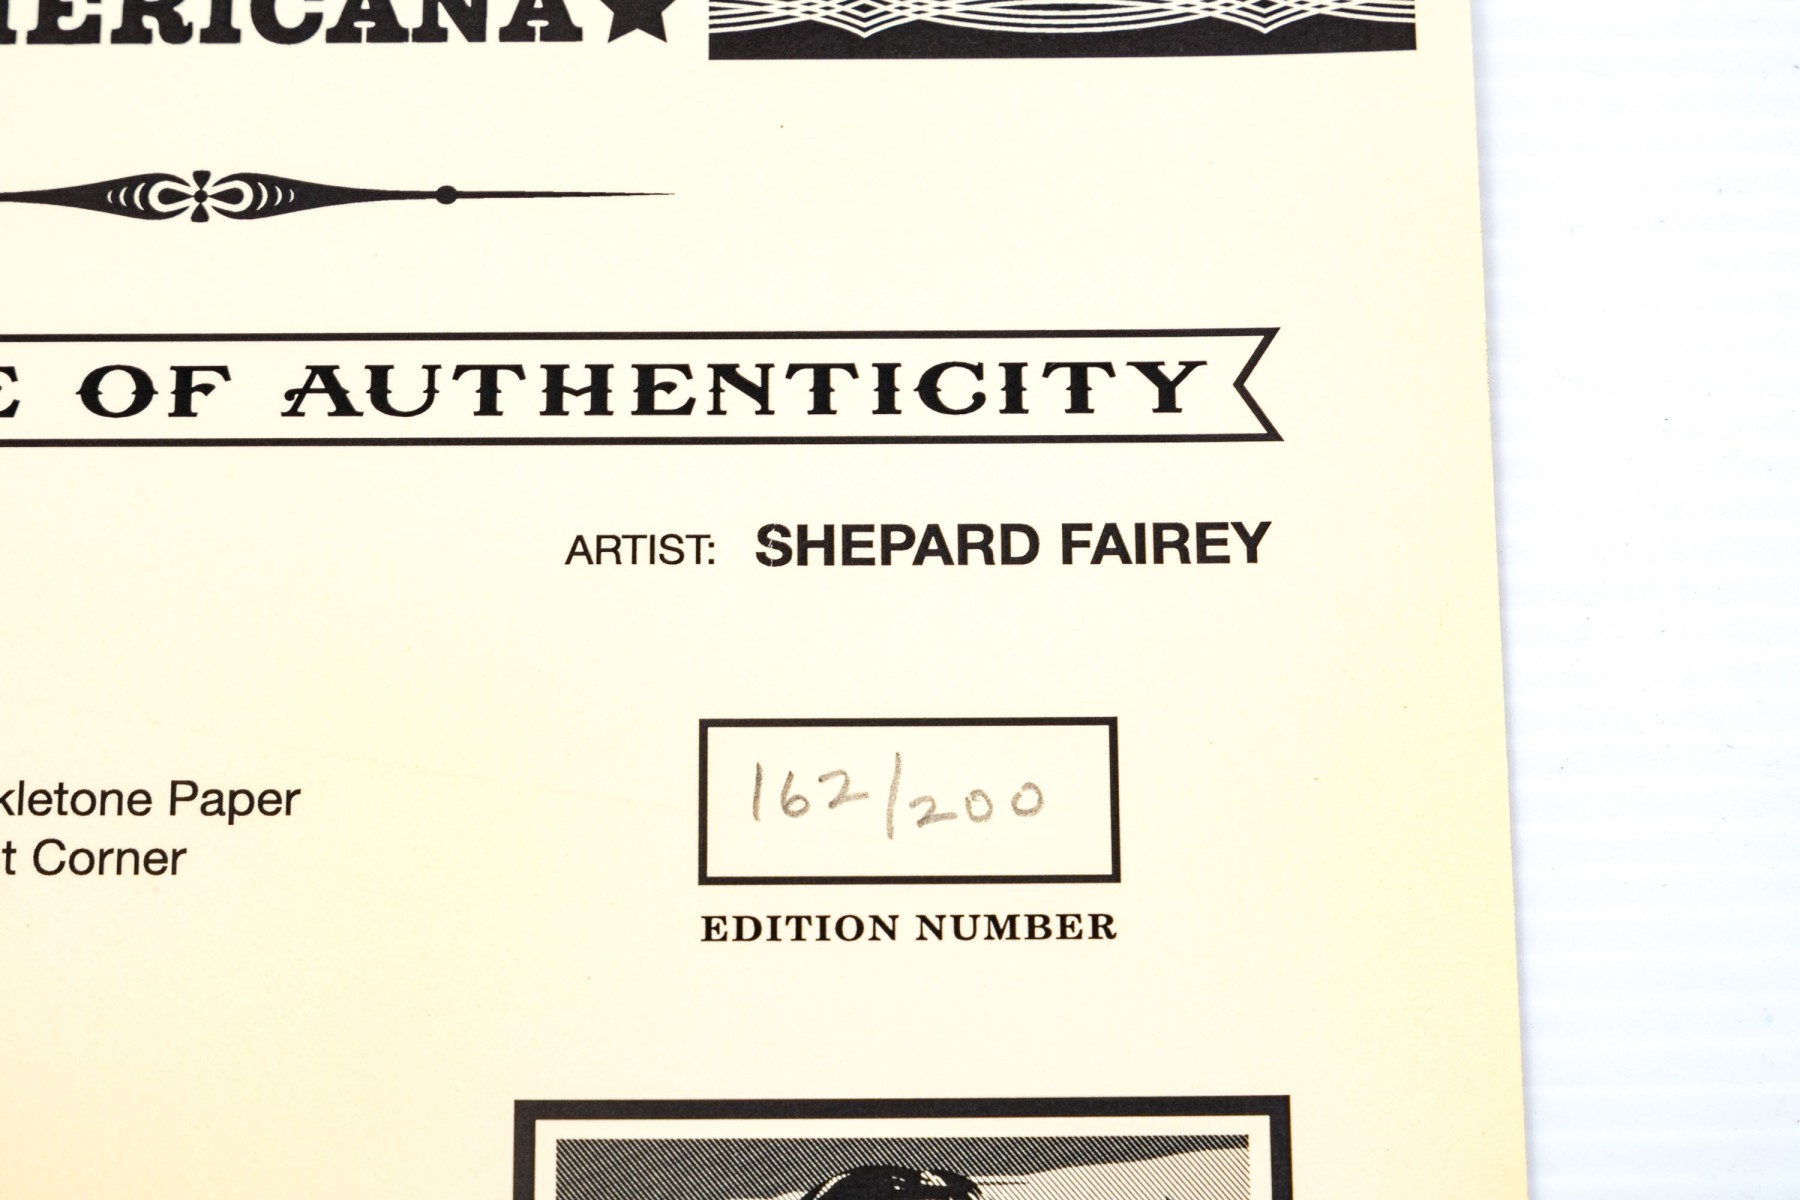 ERICANA★
E OF AUTHENTICITY
ARTIST: SHEPARD FAIREY
kletone Paper
t Corner
162/200
EDITION NUMBER